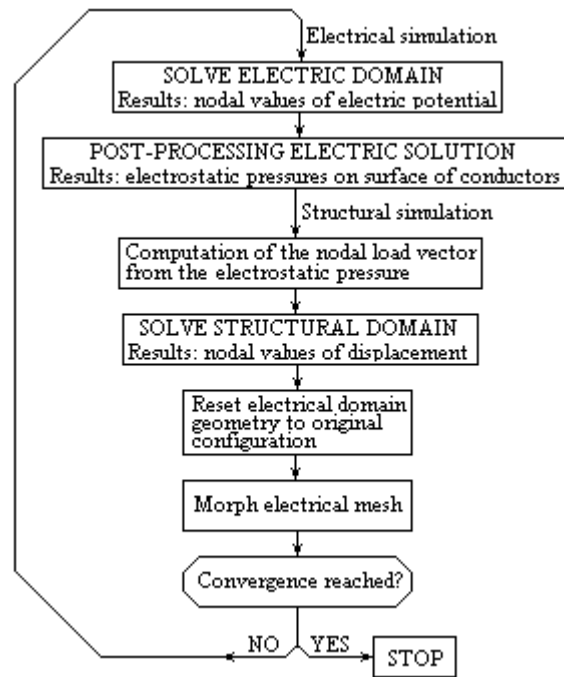 Electrical simulation
SOLVE ELECTRIC DOMAIN
Results: nodal values of electric potential
POST-PROCESSING ELECTRIC SOLUTION
Results: electrostatic pressures on surface of conductors
Structural simulation
Computation of the nodal load vector
from the electrostatic pressure
SOLVE STRUCTURAL DOMAIN
Results: nodal values of displacement
Reset electrical domain
geometry to original
configuration
Morph electrical mesh
Convergence reached?
NO YES
STOP